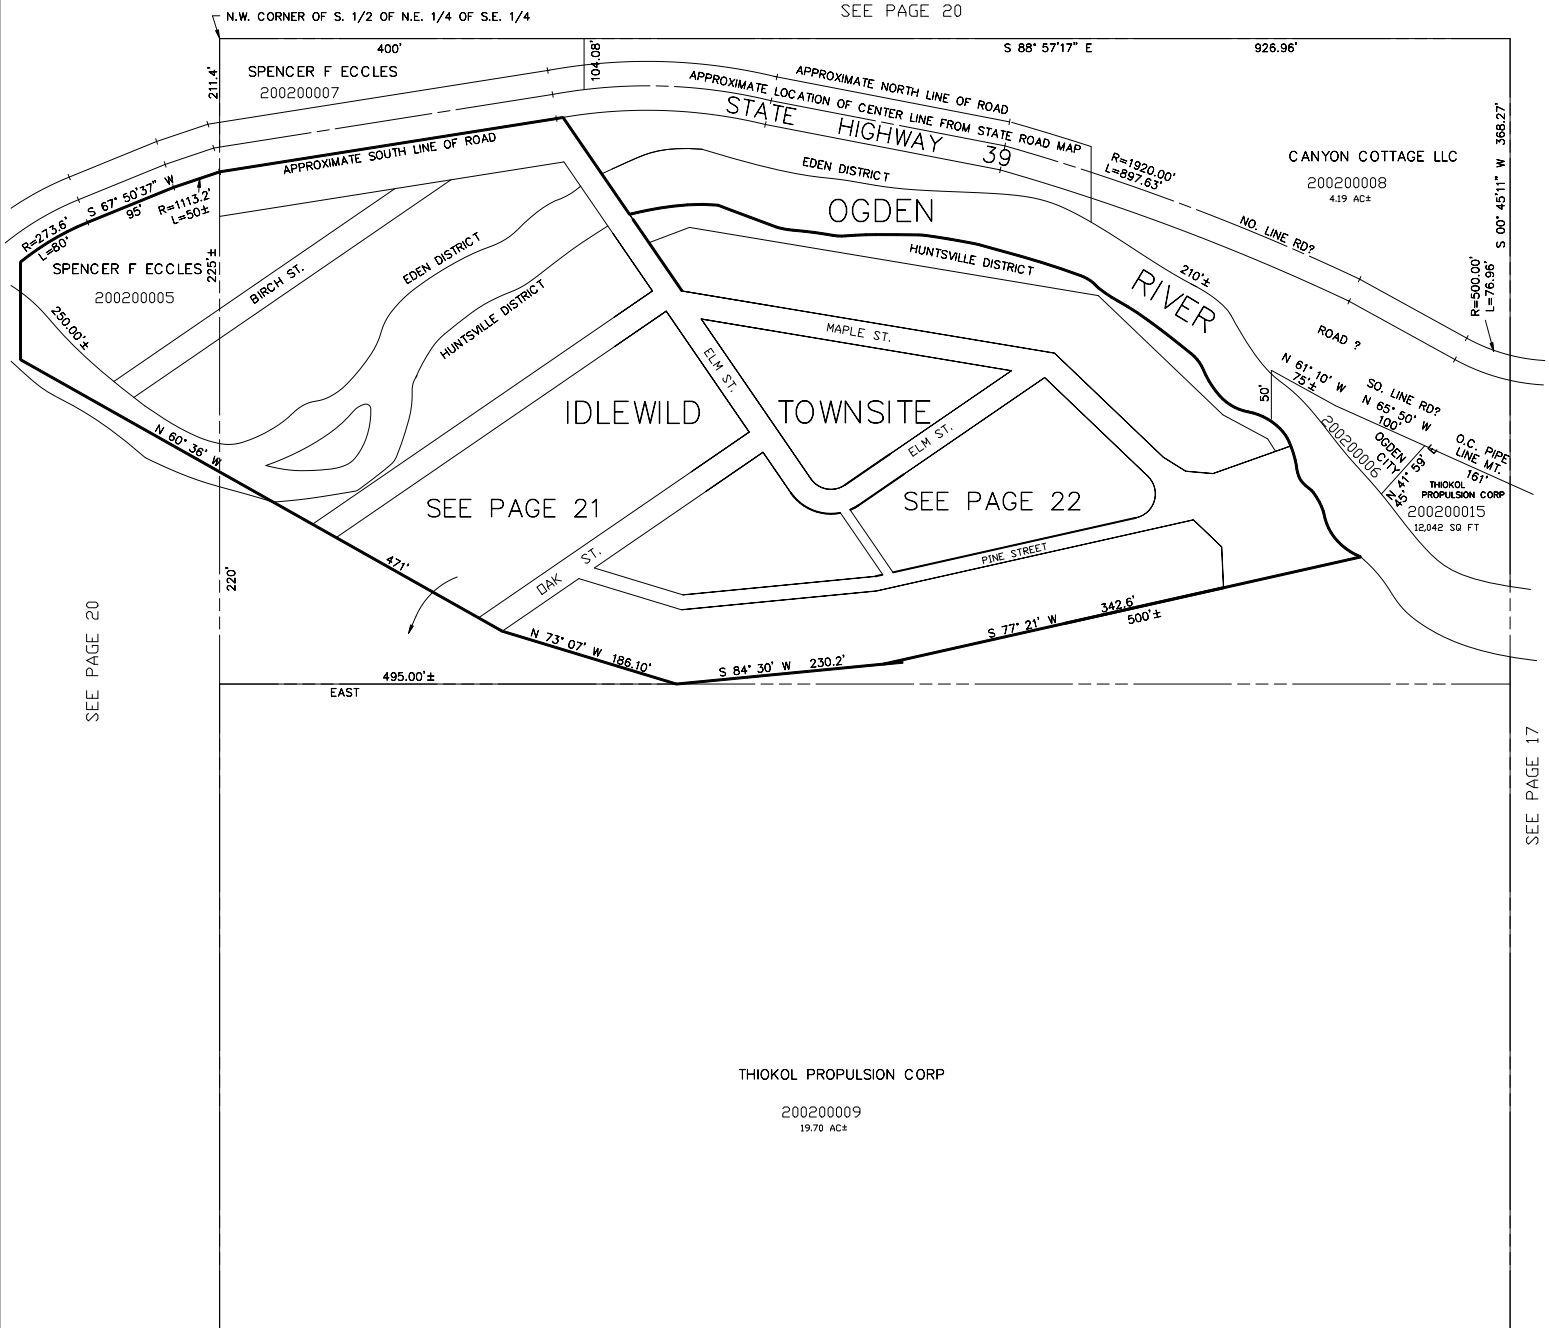 SEE PAGE 20
N.W. CORNER OF S. 1/2 OF N.E. 1/4 OF S.E. 1/4
400'
S 88° 57'17" E
926.96'
211.4'
104.08'
SPENCER F ECCLES
200200007
APPROXIMATE NORTH LINE OF ROAD
APPROXIMATE LOCATION OF CENTER LINE FROM STATE ROAD MAP
STATE HIGHWAY 39
APPROXIMATE SOUTH LINE OF ROAD
R=1920.00'
L=897.63'
CANYON COTTAGE LLC
200200008
4.19 AC±
S 00° 45'11" W 368.27'
EDEN DISTRICT
OGDEN
RIVER
HUNTSVILLE DISTRICT
210'±
NO. LINE RD?
R=500.00'
L=76.96'
S 67° 50'37" W
95'
R=1113.2'
L=50±
R=273.6'
L=80'
225'±
SPENCER F ECCLES
200200005
250.00'±
BIRCH ST.
EDEN DISTRICT
HUNTSVILLE DISTRICT
MAPLE ST.
ELM ST.
ROAD ?
N 61° 10' W
75'±
SO. LINE RD?
N 65° 50' W
100'
50'
O.C. PIPE
LINE MT.
161'
200200006
OGDEN
CITY
N 41° 59' E
45'
THIOKOL
PROPULSION CORP
200200015
12,042 SQ FT
IDLEWILD TOWNSITE
ELM ST.
N 60° 36' W
SEE PAGE 21
SEE PAGE 22
471'
OAK ST.
PINE STREET
220'
N 73° 07' W 186.10'
S 84° 30' W 230.2'
S 77° 21' W 342.6'
500'±
495.00'±
EAST
SEE PAGE 20
SEE PAGE 17
THIOKOL PROPULSION CORP
200200009
19.70 AC±